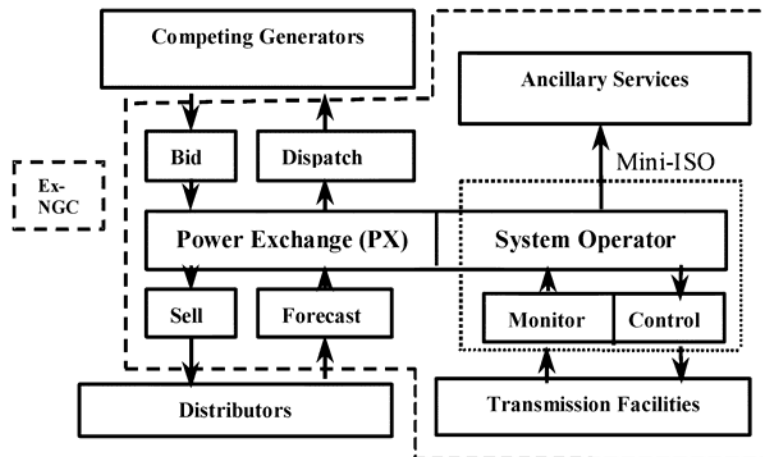 Competing Generators
Ancillary Services
Bid
Dispatch
Mini-ISO
Ex-
NGC
Power Exchange (PX)
System Operator
Sell
Forecast
Monitor
Control
Distributors
Transmission Facilities